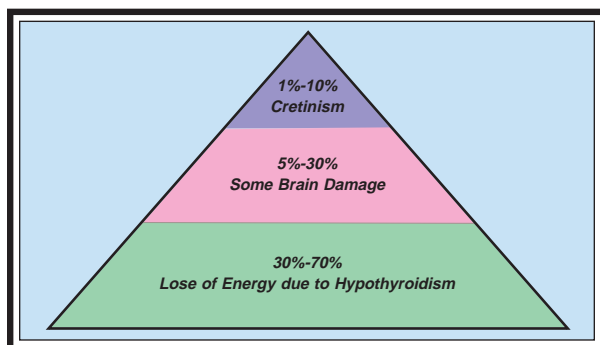 1%-10%
Cretinism
5%-30%
Some Brain Damage
30%-70%
Lose of Energy due to Hypothyroidism